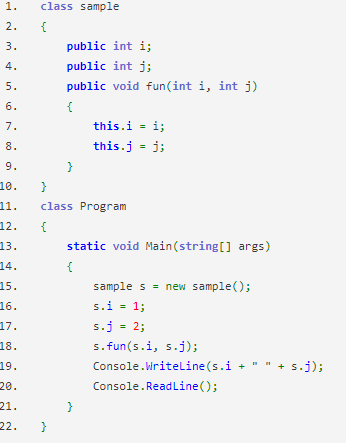 1. class sample
2. {
3.     public int i;
4.     public int j;
5.     public void fun(int i, int j)
6.     {
7.         this.i = i;
8.         this.j = j;
9.     }
10. }
11. class Program
12. {
13.     static void Main(string[] args)
14.     {
15.         sample s = new sample();
16.         s.i = 1;
17.         s.j = 2;
18.         s.fun(s.i, s.j);
19.         Console.WriteLine(s.i + " " + s.j);
20.         Console.ReadLine();
21.     }
22. }